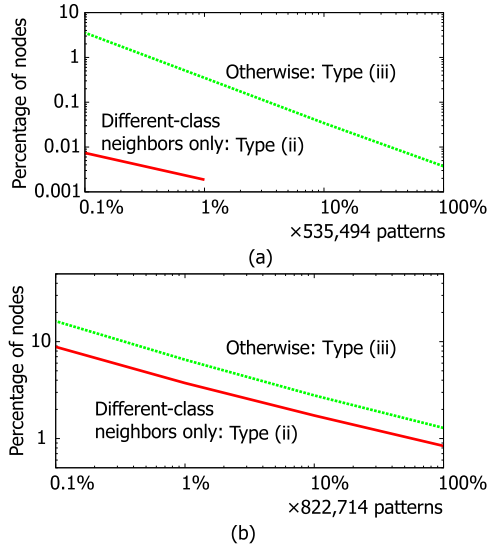 10
1
0.1
0.01
0.001
Percentage of nodes
Otherwise: Type (iii)
Different-class
neighbors only: Type (ii)
0.1% 1% 10% 100%
×535,494 patterns
(a)
10
1
Percentage of nodes
Otherwise: Type (iii)
Different-class
neighbors only: Type (ii)
0.1% 1% 10% 100%
×822,714 patterns
(b)